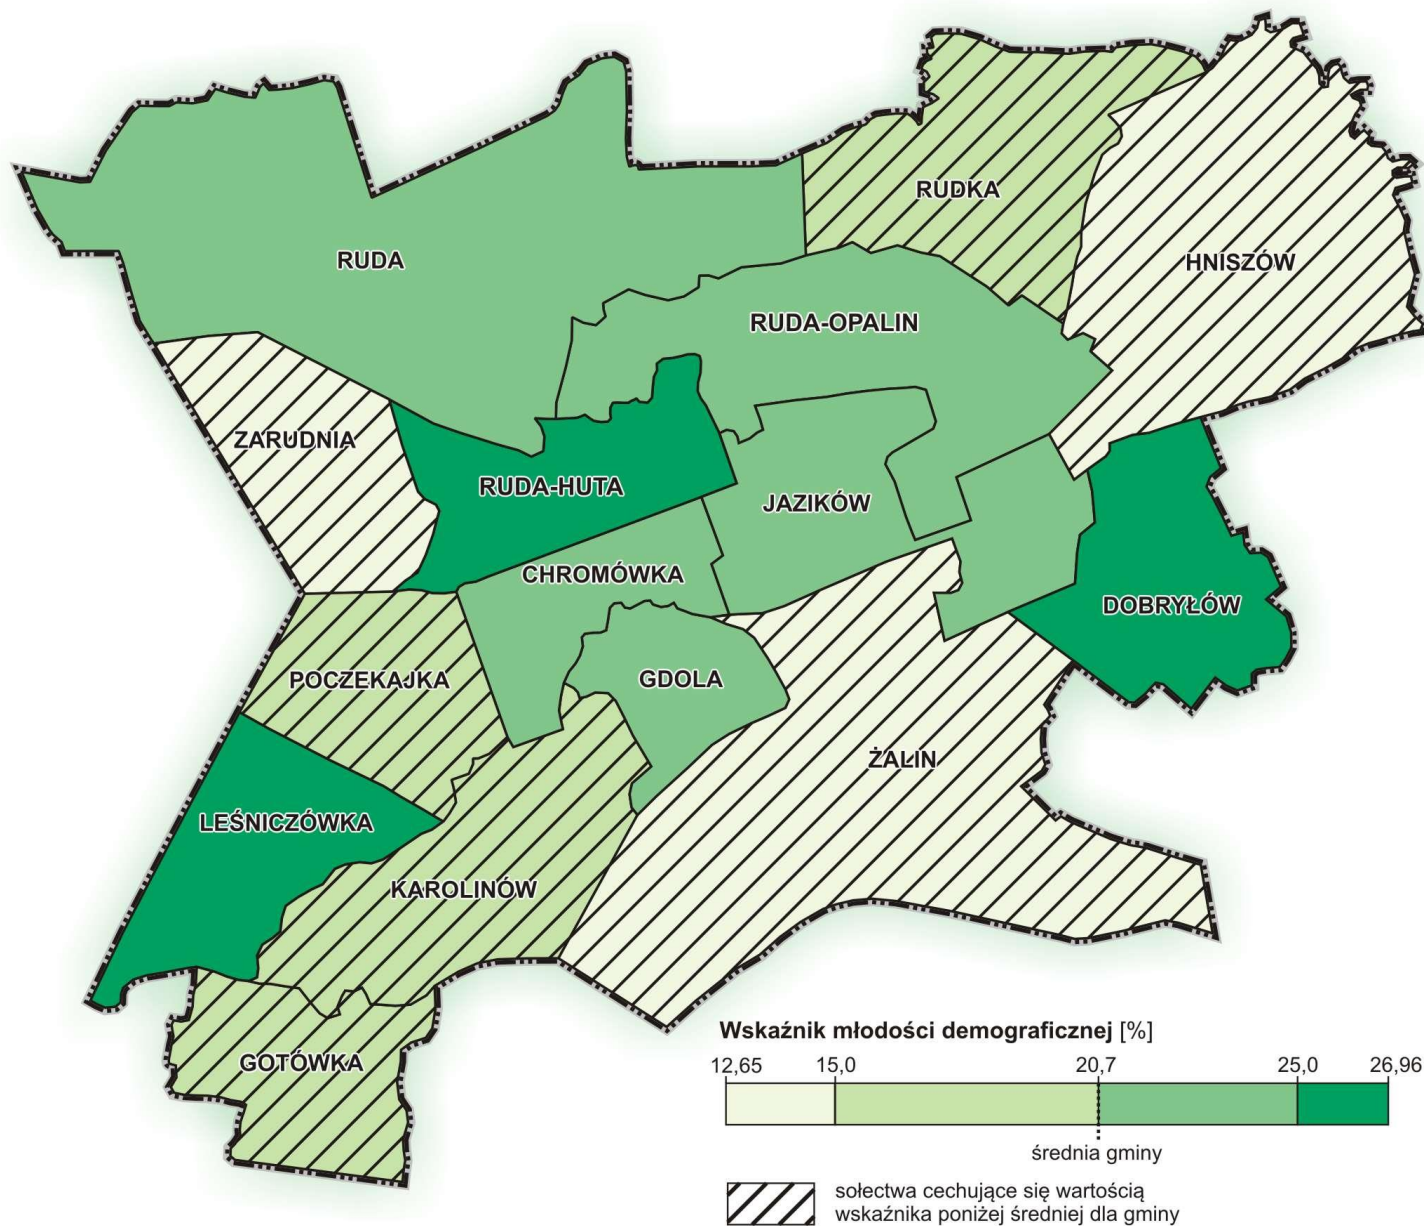 RUDKA
RUDA
HNISZÓW
RUDA-OPALIN
ZARUDNIA
RUDA-HUTA
JAZIKÓW
CHROMÓWKA
DOBRYŁÓW
POCZEKAJKA
GDOLA
ŻALIN
LEŚNICZÓWKA
KAROLINÓW
GOTÓWKA
Wskaźnik młodości demograficznej [%]
12,65 15,0 20,7 25,0 26,96
średnia gminy
sołectwa cechujące się wartością
wskaźnika poniżej średniej dla gminy